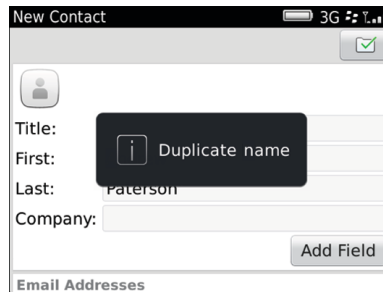 New Contact 3G
Title:
Duplicate name
First:
Last: Paterson
Company:
Add Field
Email Addresses